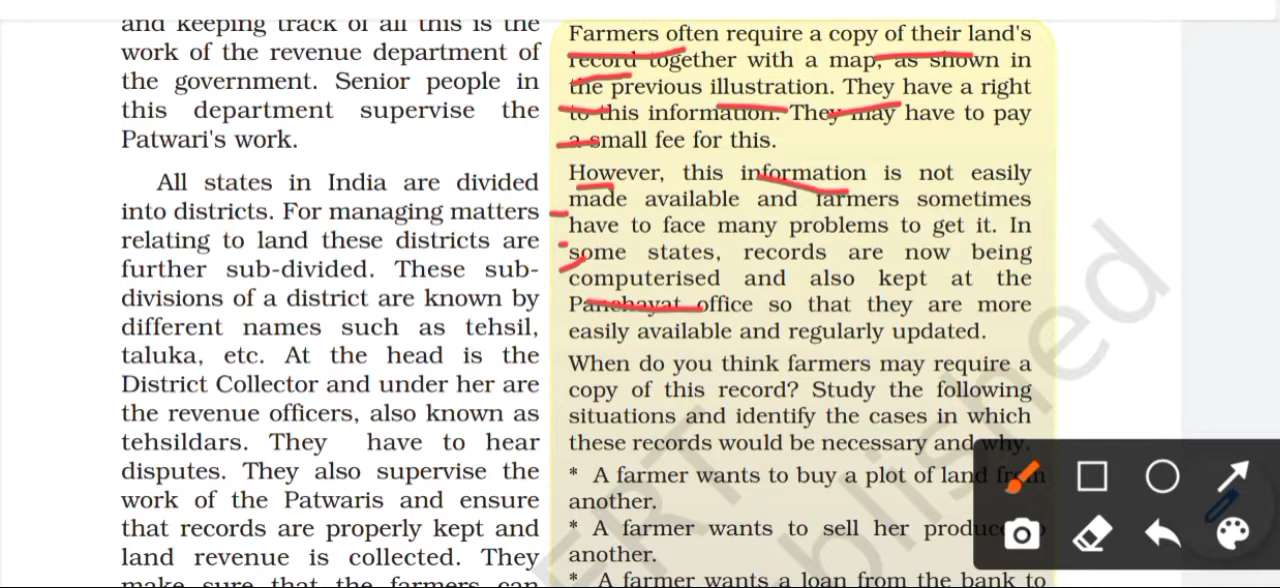 and keeping track of all this is the
work of the revenue department of
the government. Senior people in
this department supervise the
Patwari's work.
All states in India are divided
into districts. For managing matters
relating to land these districts are
further sub-divided. These sub-
divisions of a district are known by
different names such as tehsil,
taluka, etc. At the head is the
District Collector and under her are
the revenue officers, also known as
tehsildars. They have to hear
disputes. They also supervise the
work of the Patwaris and ensure
that records are properly kept and
land revenue is collected. They
make sure that the farmers can
Farmers often require a copy of their land's
record together with a map, as shown in
the previous illustration. They have a right
to this information. They may have to pay
a small fee for this.
However, this information is not easily
made available and farmers sometimes
have to face many problems to get it. In
some states, records are now being
computerised and also kept at the
Panchayat office so that they are more
easily available and regularly updated.
When do you think farmers may require a
copy of this record? Study the following
situations and identify the cases in which
these records would be necessary and why.
* A farmer wants to buy a plot of land from
another.
* A farmer wants to sell her produce to
another.
* A farmer wants a loan from the bank to